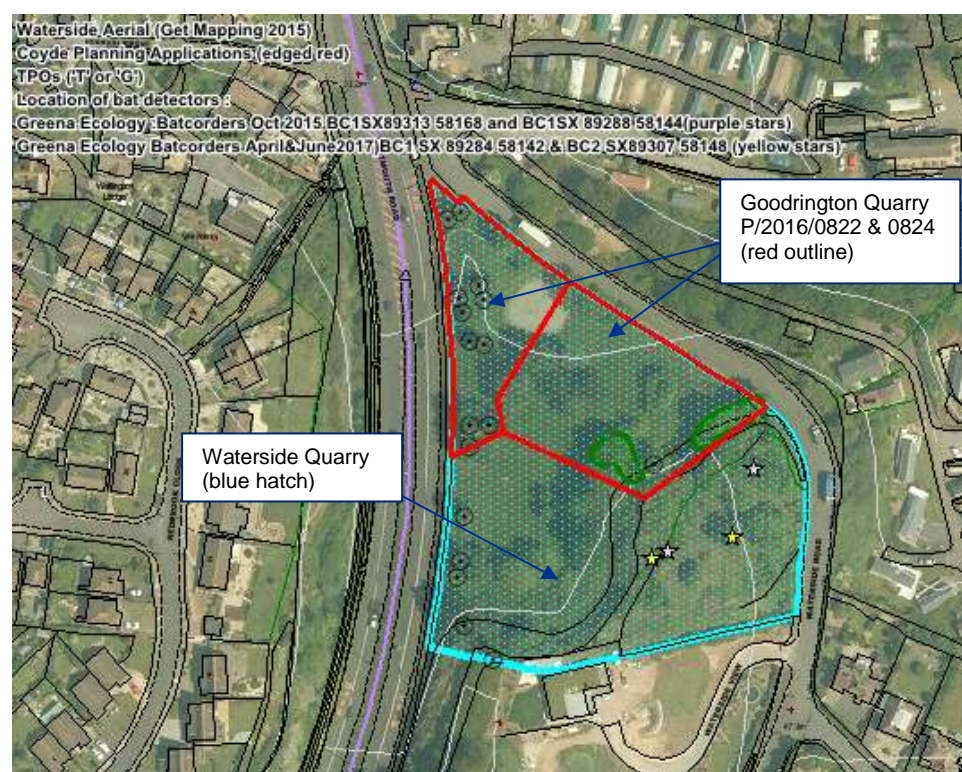 Waterside Aerial (Get Mapping 2015)
Coyde Planning Applications (edged red)
TPOs ('T' or 'G')
Location of bat detectors :
Greena Ecology :Batcorders Oct 2015 BC1SX89313 58168 and BC1SX 89288 58144(purple stars)
Greena Ecology Batcorders April&June2017)BC1 SX 89284 58142 & BC2 SX89307 58148 (yellow stars)
Goodrington Quarry
P/2016/0822 & 0824
(red outline)
Waterside Quarry
(blue hatch)
WATERSIDE ROAD